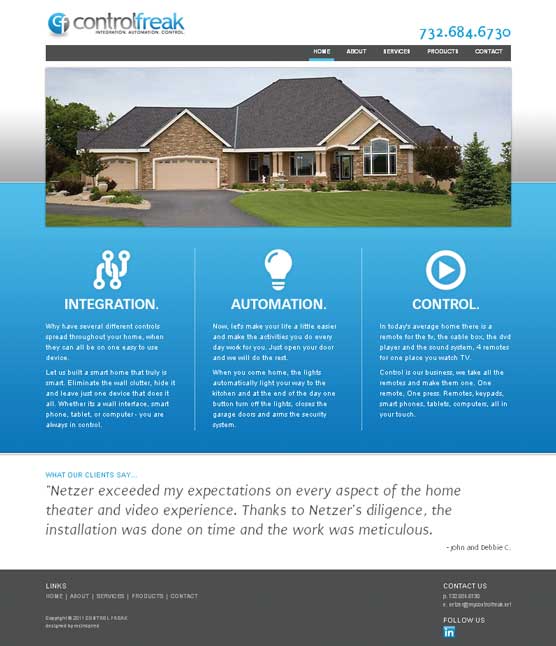 controlfreak
INTEGRATION. AUTOMATION. CONTROL.
732.684.6730
HOME ABOUT SERVICES PRODUCTS CONTACT
INTEGRATION.
Why have several different controls
spread throughout your home, when
they can all be on one easy to use
device.
Let us built a smart home that truly is
smart. Eliminate the wall clutter, hide it
and leave just one device that does it
all. Whether its a wall interface, smart
phone, tablet, or computer - you are
always in control.
AUTOMATION.
Now, let's make your life a little easier
and make the activities you do every
day work for you. Just open your door
and we will do the rest.
When you come home, the lights
automatically light your way to the
kitchen and at the end of the day one
button turn off the lights, closes the
garage doors and arms the security
system.
CONTROL.
In today's average home there is a
remote for the tv, the cable box, the dvd
player and the sound system, 4 remotes
for one place you watch TV.
Control is our business, we take all the
remotes and make them one. One
remote, One press. Remotes, keypads,
smart phones, tablets, computers, all in
your touch.
WHAT OUR CLIENTS SAY...
"Netzer exceeded my expectations on every aspect of the home
theater and video experience. Thanks to Netzer's diligence, the
installation was done on time and the work was meticulous.
- John and Debbie C.
LINKS
HOME | ABOUT | SERVICES | PRODUCTS | CONTACT
Copyright © 2011 CONTROL FREAK
designed by
CONTACT US
p. 732.684.6730
FOLLOW US
in